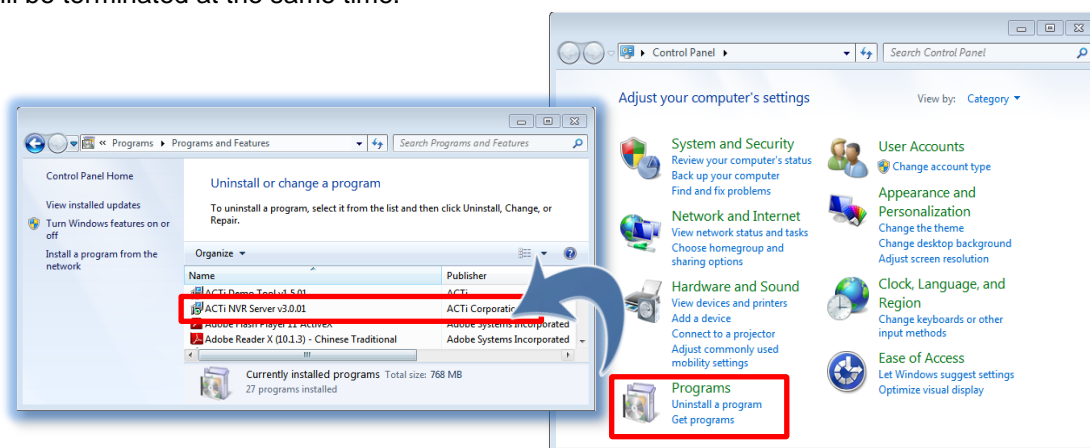 ill be terminated at the same time.
Control Panel
Search Control Panel
Adjust your computer's settings
View by: Category
System and Security
Review your computer's status
Back up your computer
Find and fix problems
Network and Internet
View network status and tasks
Choose homegroup and
sharing options
Hardware and Sound
View devices and printers
Add a device
Connect to a projector
Adjust commonly used
mobility settings
Programs
Uninstall a program
Get programs
User Accounts
Change account type
Appearance and
Personalization
Change the theme
Change desktop background
Adjust screen resolution
Clock, Language, and
Region
Change keyboards or other
input methods
Ease of Access
Let Windows suggest settings
Optimize visual display
« Programs Programs and Features
Search Programs and Features
Control Panel Home
View installed updates
Turn Windows features on or
off
Install a program from the
network
Uninstall or change a program
To uninstall a program, select it from the list and then click Uninstall, Change, or
Repair.
Organize
Name Publisher
ACTi Demo Tool v1.5.01 ACTi
ACTi NVR Server v3.0.01 ACTi Corporatio
Adobe Flash Player 11 ActiveX Adobe Systems Incorporated
Adobe Reader X (10.1.3) - Chinese Traditional Adobe Systems Incorporated
Currently installed programs Total size: 768 MB
27 programs installed